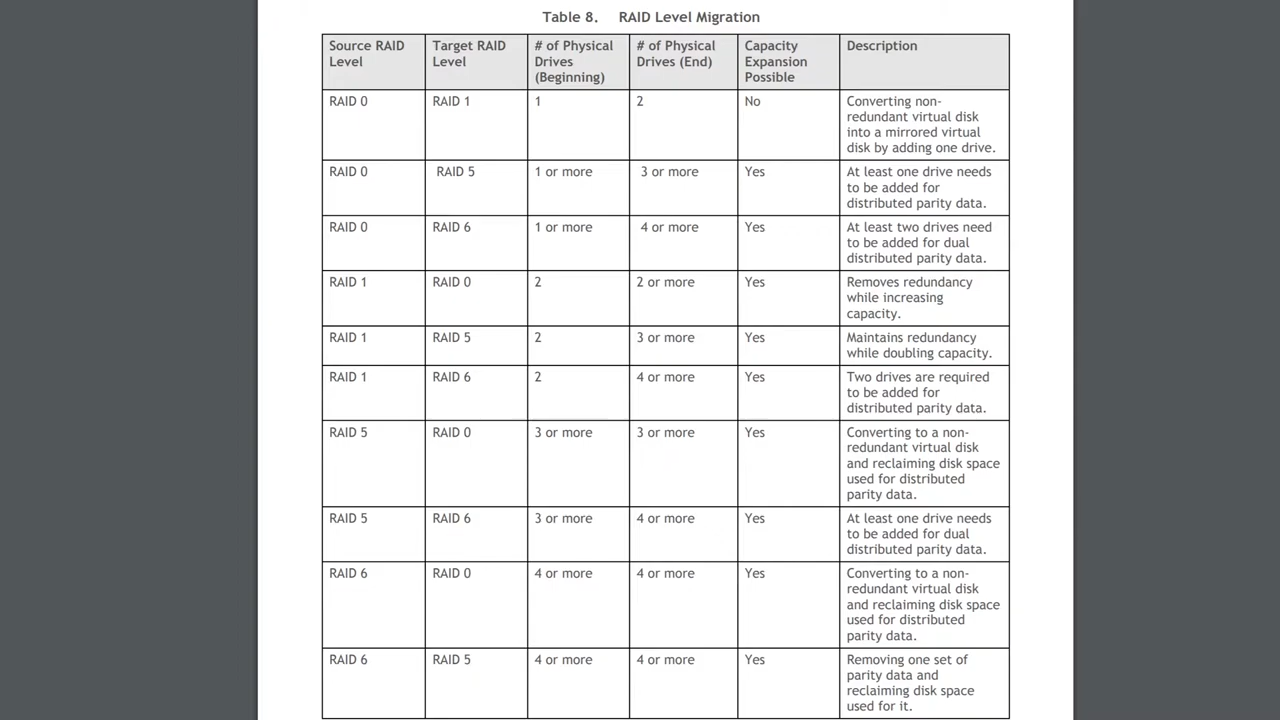 Table 8. RAID Level Migration
Source RAID Level
Target RAID Level
# of Physical Drives (Beginning)
# of Physical Drives (End)
Capacity Expansion Possible
Description
RAID 0
RAID 1
1
2
No
Converting non-
redundant virtual disk
into a mirrored virtual
disk by adding one drive.
RAID 0
RAID 5
1 or more
3 or more
Yes
At least one drive needs
to be added for
distributed parity data.
RAID 0
RAID 6
1 or more
4 or more
Yes
At least two drives need
to be added for dual
distributed parity data.
RAID 1
RAID 0
2
2 or more
Yes
Removes redundancy
while increasing
capacity.
RAID 1
RAID 5
2
3 or more
Yes
Maintains redundancy
while doubling capacity.
RAID 1
RAID 6
2
4 or more
Yes
Two drives are required
to be added for
distributed parity data.
RAID 5
RAID 0
3 or more
3 or more
Yes
Converting to a non-
redundant virtual disk
and reclaiming disk space
used for distributed
parity data.
RAID 5
RAID 6
3 or more
4 or more
Yes
At least one drive needs
to be added for dual
distributed parity data.
RAID 6
RAID 0
4 or more
4 or more
Yes
Converting to a non-
redundant virtual disk
and reclaiming disk space
used for distributed
parity data.
RAID 6
RAID 5
4 or more
4 or more
Yes
Removing one set of
parity data and
reclaiming disk space
used for it.